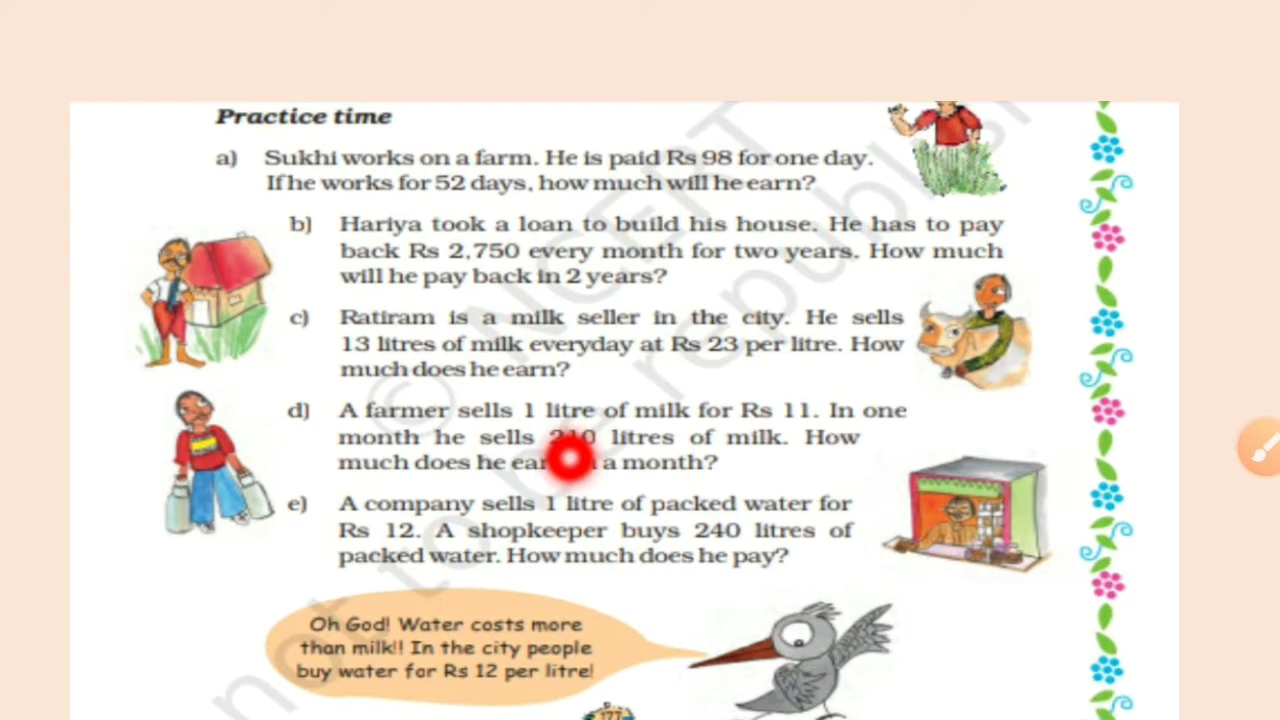 Practice time
a) Sukhi works on a farm. He is paid Rs 98 for one day.
If he works for 52 days, how much will he earn?
b) Hariya took a loan to build his house. He has to pay
back Rs 2,750 every month for two years. How much
will he pay back in 2 years?
c) Ratiram is a milk seller in the city. He sells
13 litres of milk everyday at Rs 23 per litre. How
much does he earn?
d) A farmer sells 1 litre of milk for Rs 11. In one
month he sells 210 litres of milk. How
much does he a month?
e) A company sells 1 litre of packed water for
Rs 12. A shopkeeper buys 240 litres of
packed water. How much does he pay?
Oh God! Water costs more
than milk!! In the city people
buy water for Rs 12 per litre!
177
© NCERT
not to be republis